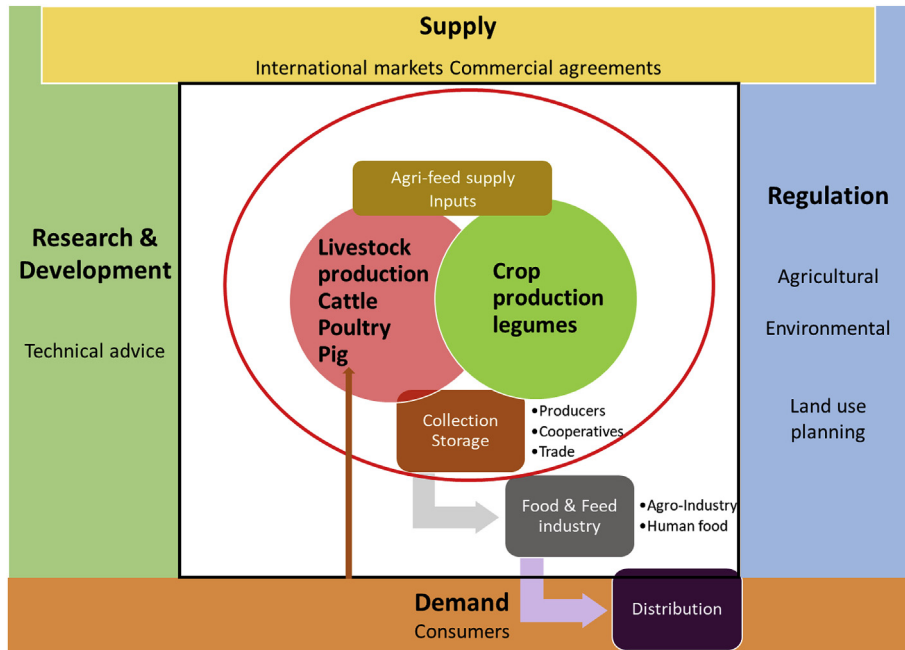 Supply
International markets Commercial agreements
Research &
Development
Technical advice
Regulation
Agricultural
Environmental
Land use
planning
Agri-feed supply
Inputs
Livestock
production
Cattle
Poultry
Pig
Crop
production
legumes
Collection
Storage
•Producers
•Cooperatives
•Trade
Food & Feed
industry
•Agro-Industry
•Human food
Demand
Consumers
Distribution